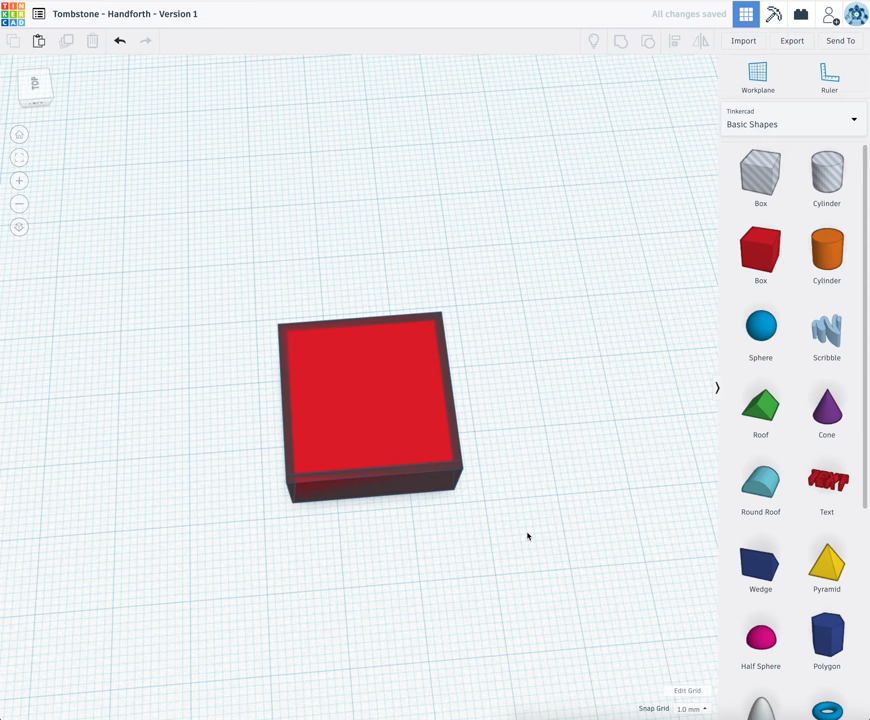 TIN
KER
CAD
Tombstone - Handforth - Version 1
All changes saved
Import
Export
Send To
TOP
Workplane
Ruler
Tinkercad
Basic Shapes
Box
Cylinder
Box
Cylinder
Sphere
Scribble
Roof
Cone
Round Roof
TEXT
Text
Wedge
Pyramid
Half Sphere
Polygon
Edit Grid
Snap Grid
1.0 mm